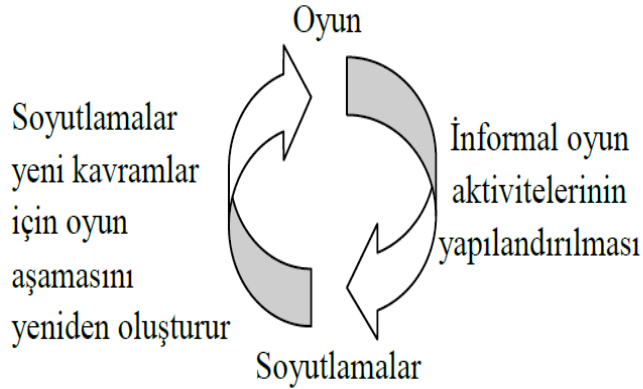 Oyun
Soyutlamalar
yeni kavramlar
için oyun
aşamasını
yeniden oluşturur
İnformal oyun
aktivitelerinin
yapılandırılması
Soyutlamalar